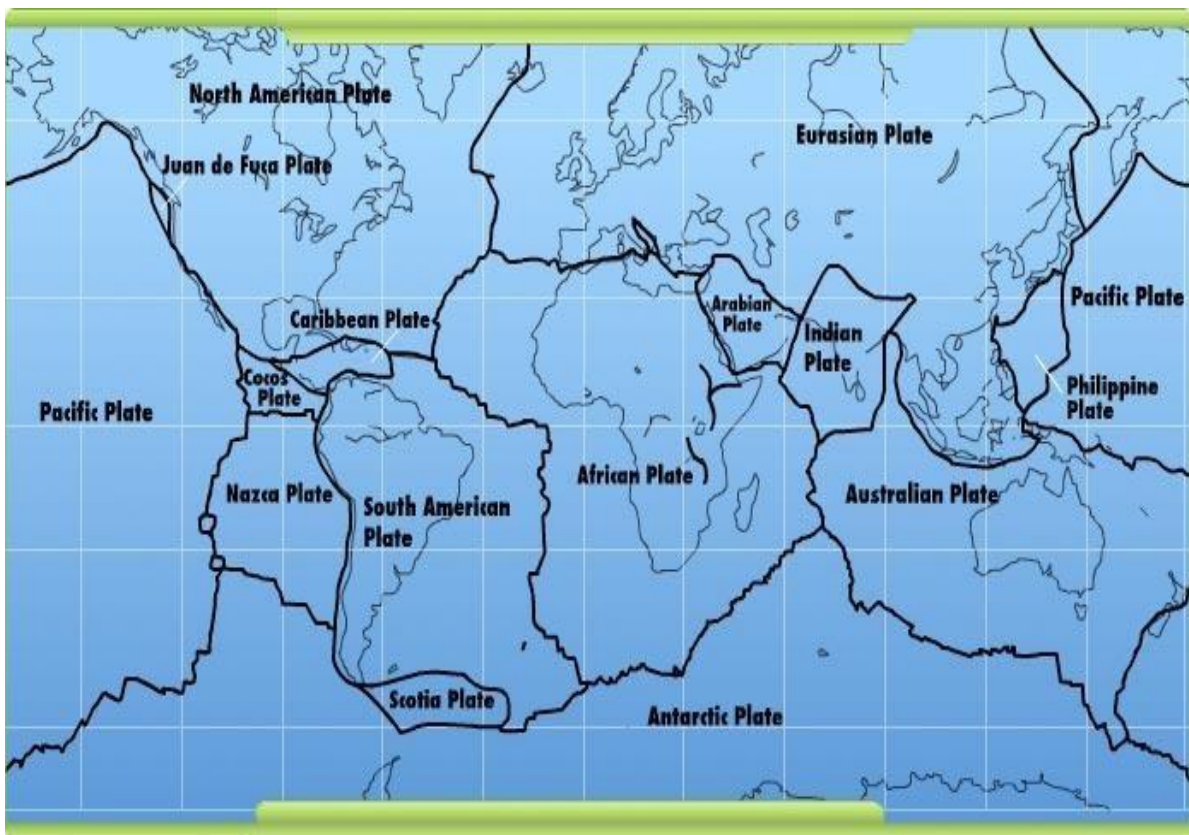 North American Plate
Eurasian Plate
Juan de Fuca Plate
Caribbean Plate
Arabian
Plate
Pacific Plate
Indian
Plate
Cocos
Plate
Philippine
Plate
Pacific Plate
African Plate
Nazca Plate
Australian Plate
South American
Plate
Scotia Plate
Antarctic Plate